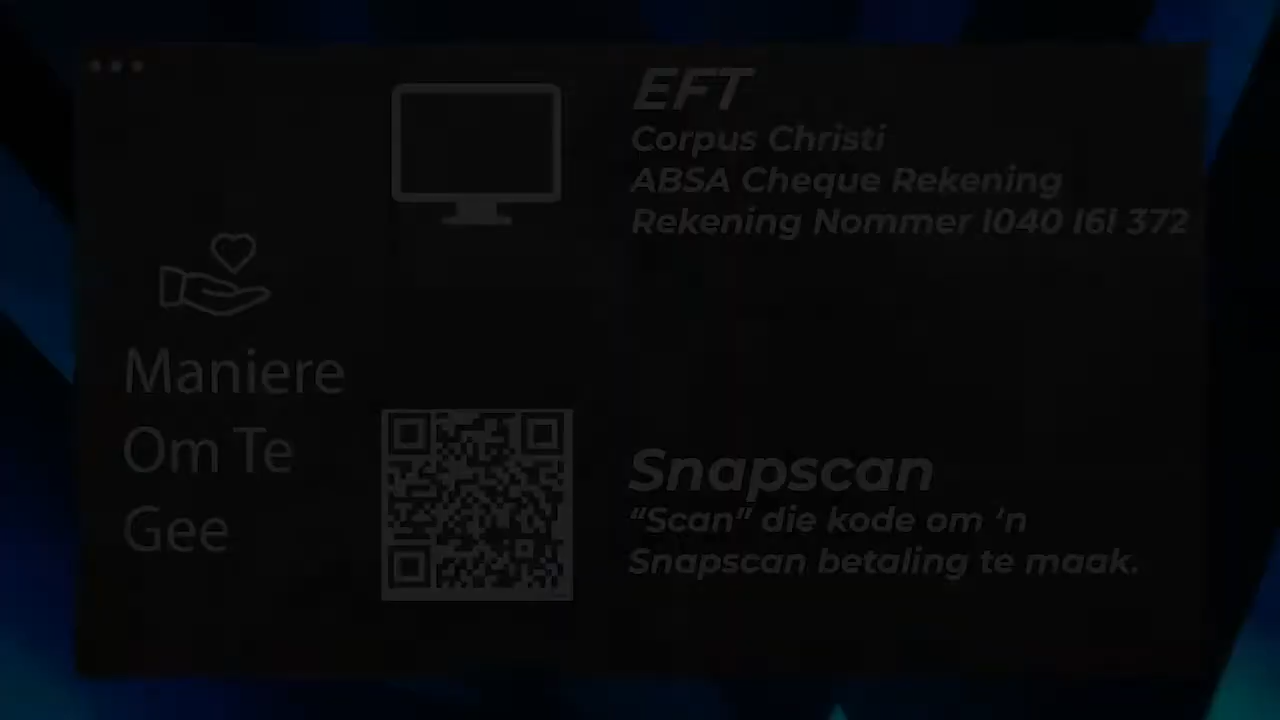 Maniere
Om Te
Gee
EFT
Corpus Christi
ABSA Cheque Rekening
Rekening Nommer 1040 161 372
Snapscan
“Scan” die kode om ‘n
Snapscan betaling te maak.